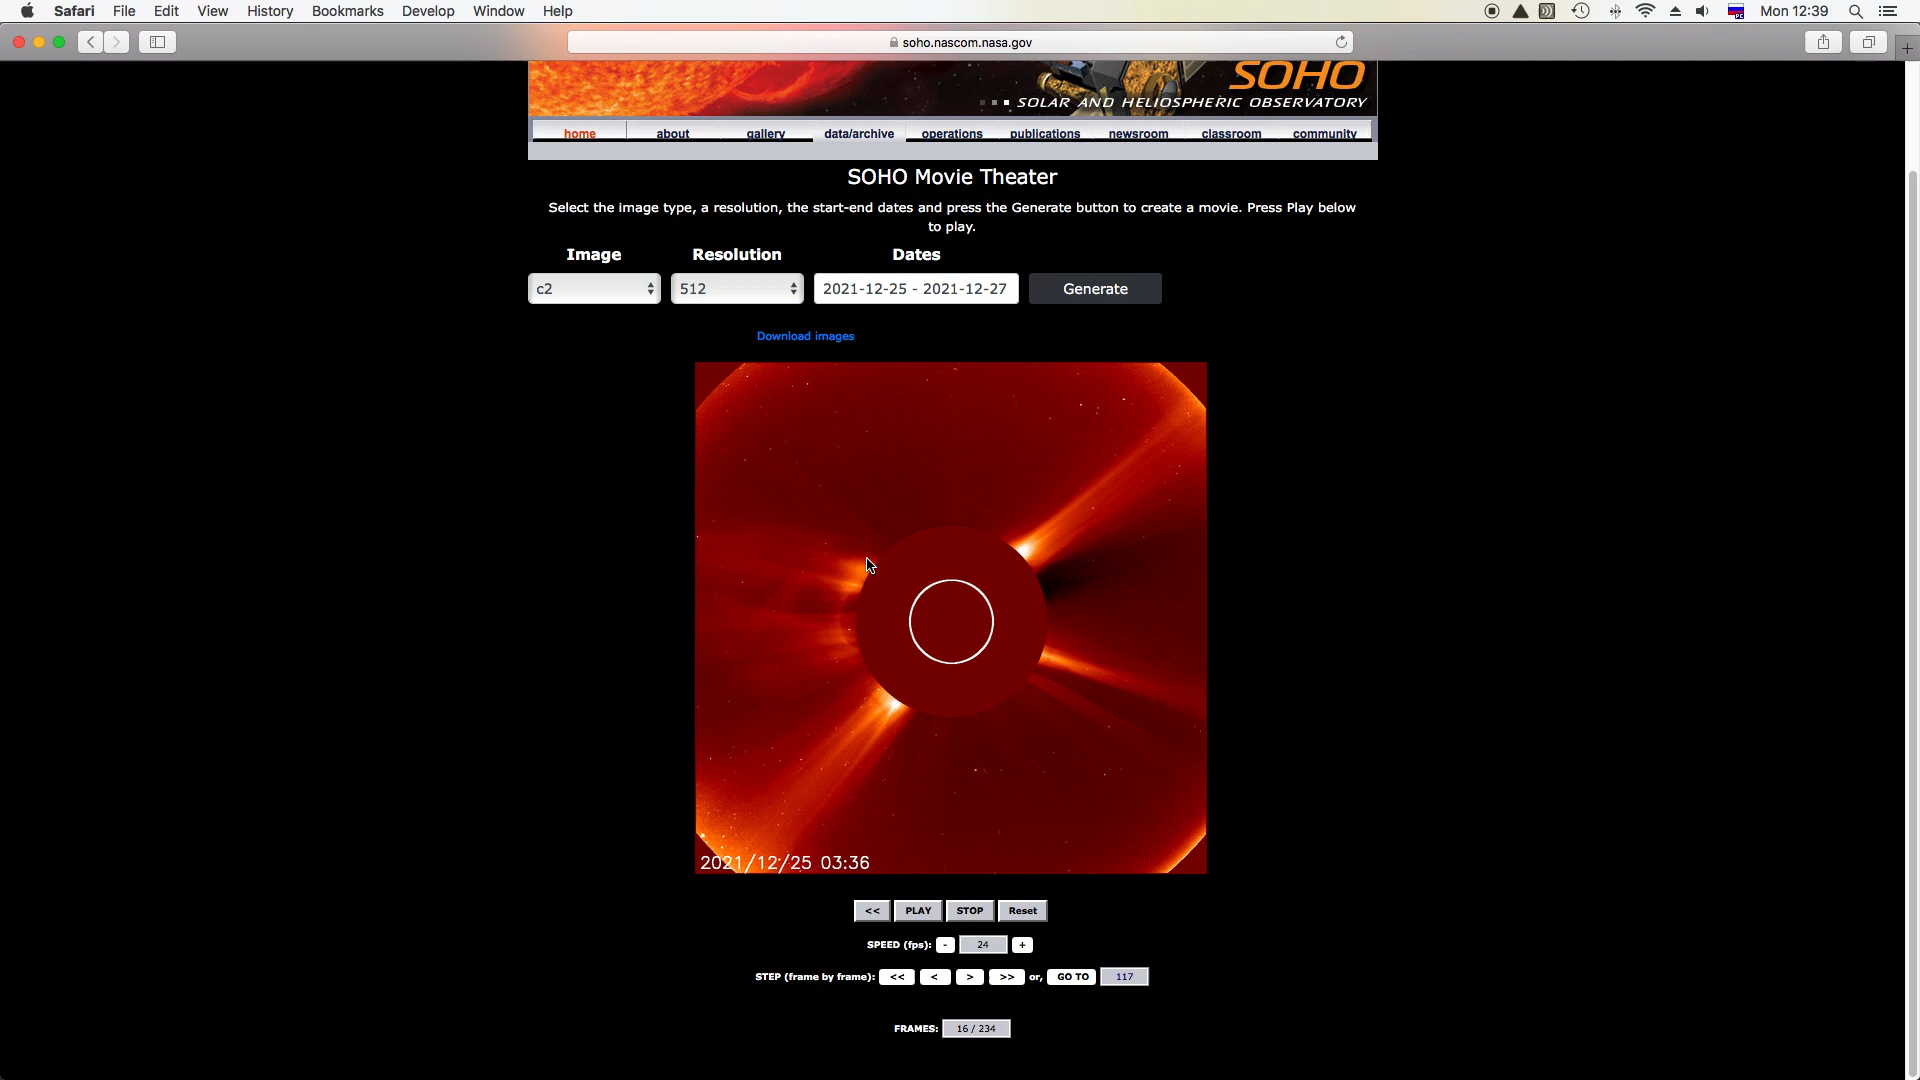 Safari File Edit View History Bookmarks Develop Window Help Mon 12:39
soho.nascom.nasa.gov
SOHO
SOLAR AND HELIOSPHERIC OBSERVATORY
home about gallery data/archive operations publications newsroom classroom community
SOHO Movie Theater
Select the image type, a resolution, the start-end dates and press the Generate button to create a movie. Press Play below
to play.
Image Resolution Dates
c2 512 2021-12-25 - 2021-12-27 Generate
Download images
2021/12/25 03:36
<< PLAY STOP Reset
SPEED (fps): - 24 +
STEP (frame by frame): << < > >> or, GO TO 117
FRAMES: 16 / 234